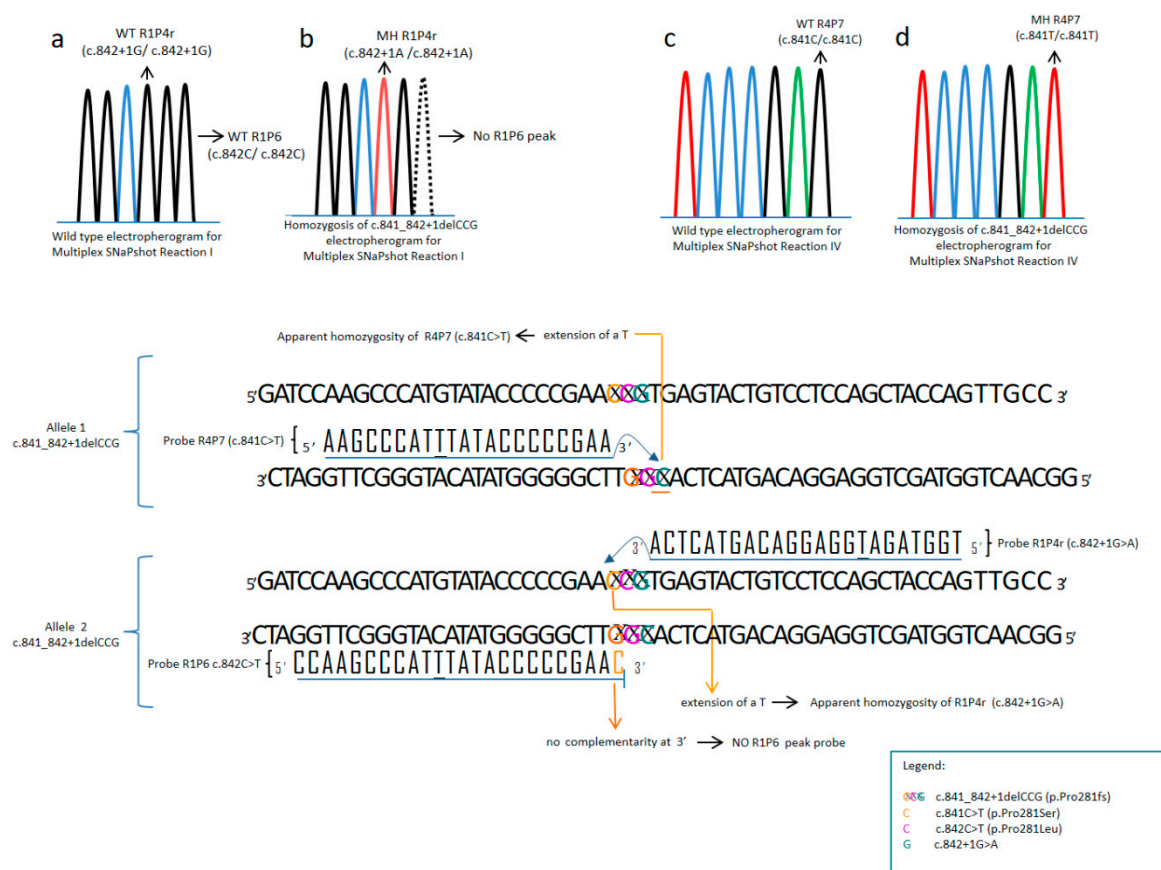 a
WT R1P4r
(c.842+1G/ c.842+1G)
WT R1P6
(c.842C/ c.842C)
Wild type electropherogram for
Multiplex SNaPshot Reaction I
b
MH R1P4r
(c.842+1A /c.842+1A)
No R1P6 peak
Homozygosis of c.841_842+1delCCG
electropherogram for
Multiplex SNaPshot Reaction I
c
WT R4P7
(c.841C/c.841C)
Wild type electropherogram for
Multiplex SNaPshot Reaction IV
d
MH R4P7
(c.841T/c.841T)
Homozygosis of c.841_842+1delCCG
electropherogram for
Multiplex SNaPshot Reaction IV
Apparent homozygosity of R4P7 (c.841C>T) extension of a T
5'GATCCAAGCCCATGTATACCCCCGAACCGTGAGTACTGTCCTCCAGCTACCAGTTGCC 3'
Allele 1
c.841_842+1delCCG
Probe R4P7 (c.841C>T) 5' AAGCCCATTTATACCCCCGAA 3'
3'CTAGGTTCGGGTACATATGGGGGCTTGGCACTCATGACAGGAGGTCGATGGTCAACGG 5'
3' ACTCATGACAGGAGGTAGATGGT 5' Probe R1P4r (c.842+1G>A)
5'GATCCAAGCCCATGTATACCCCCGAACCGTGAGTACTGTCCTCCAGCTACCAGTTGCC 3'
Allele 2
c.841_842+1delCCG
3'CTAGGTTCGGGTACATATGGGGGCTTGGCACTCATGACAGGAGGTCGATGGTCAACGG 5'
Probe R1P6 c.842C>T 5' CCAAGCCCATTTATACCCCCGAAC 3'
extension of a T Apparent homozygosity of R1P4r (c.842+1G>A)
no complementarity at 3' NO R1P6 peak probe
Legend:
CCG c.841_842+1delCCG (p.Pro281fs)
C c.841C>T (p.Pro281Ser)
C c.842C>T (p.Pro281Leu)
G c.842+1G>A